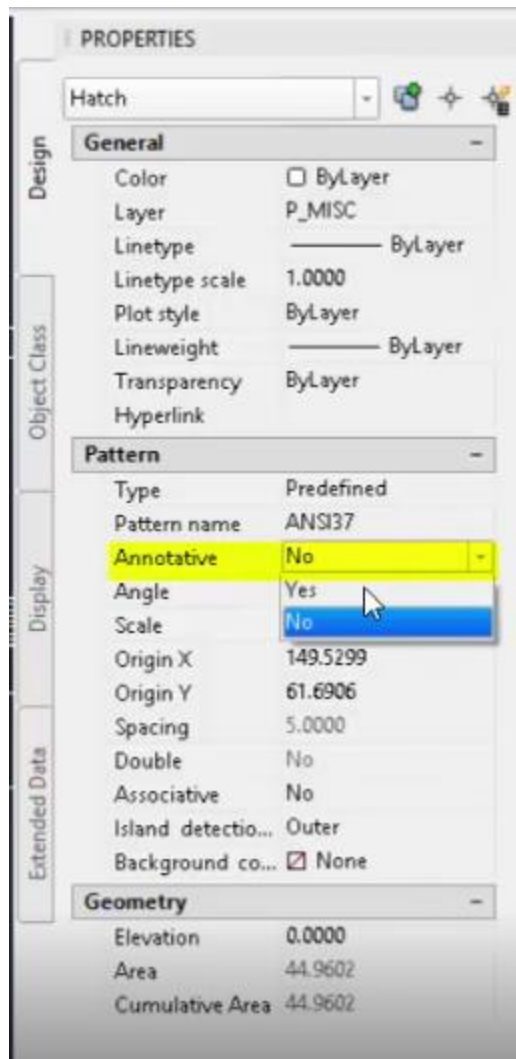 PROPERTIES
Hatch
Design
General
Color ByLayer
Layer P_MISC
Linetype ByLayer
Linetype scale 1.0000
Plot style ByLayer
Object Class
Lineweight ByLayer
Transparency ByLayer
Hyperlink
Pattern
Type Predefined
Pattern name ANSI37
Annotative No
Display
Angle Yes
Scale No
Origin X 149.5299
Origin Y 61.6906
Spacing 5.0000
Extended Data
Double No
Associative No
Island detectio... Outer
Background co... None
Geometry
Elevation 0.0000
Area 44.9602
Cumulative Area 44.9602